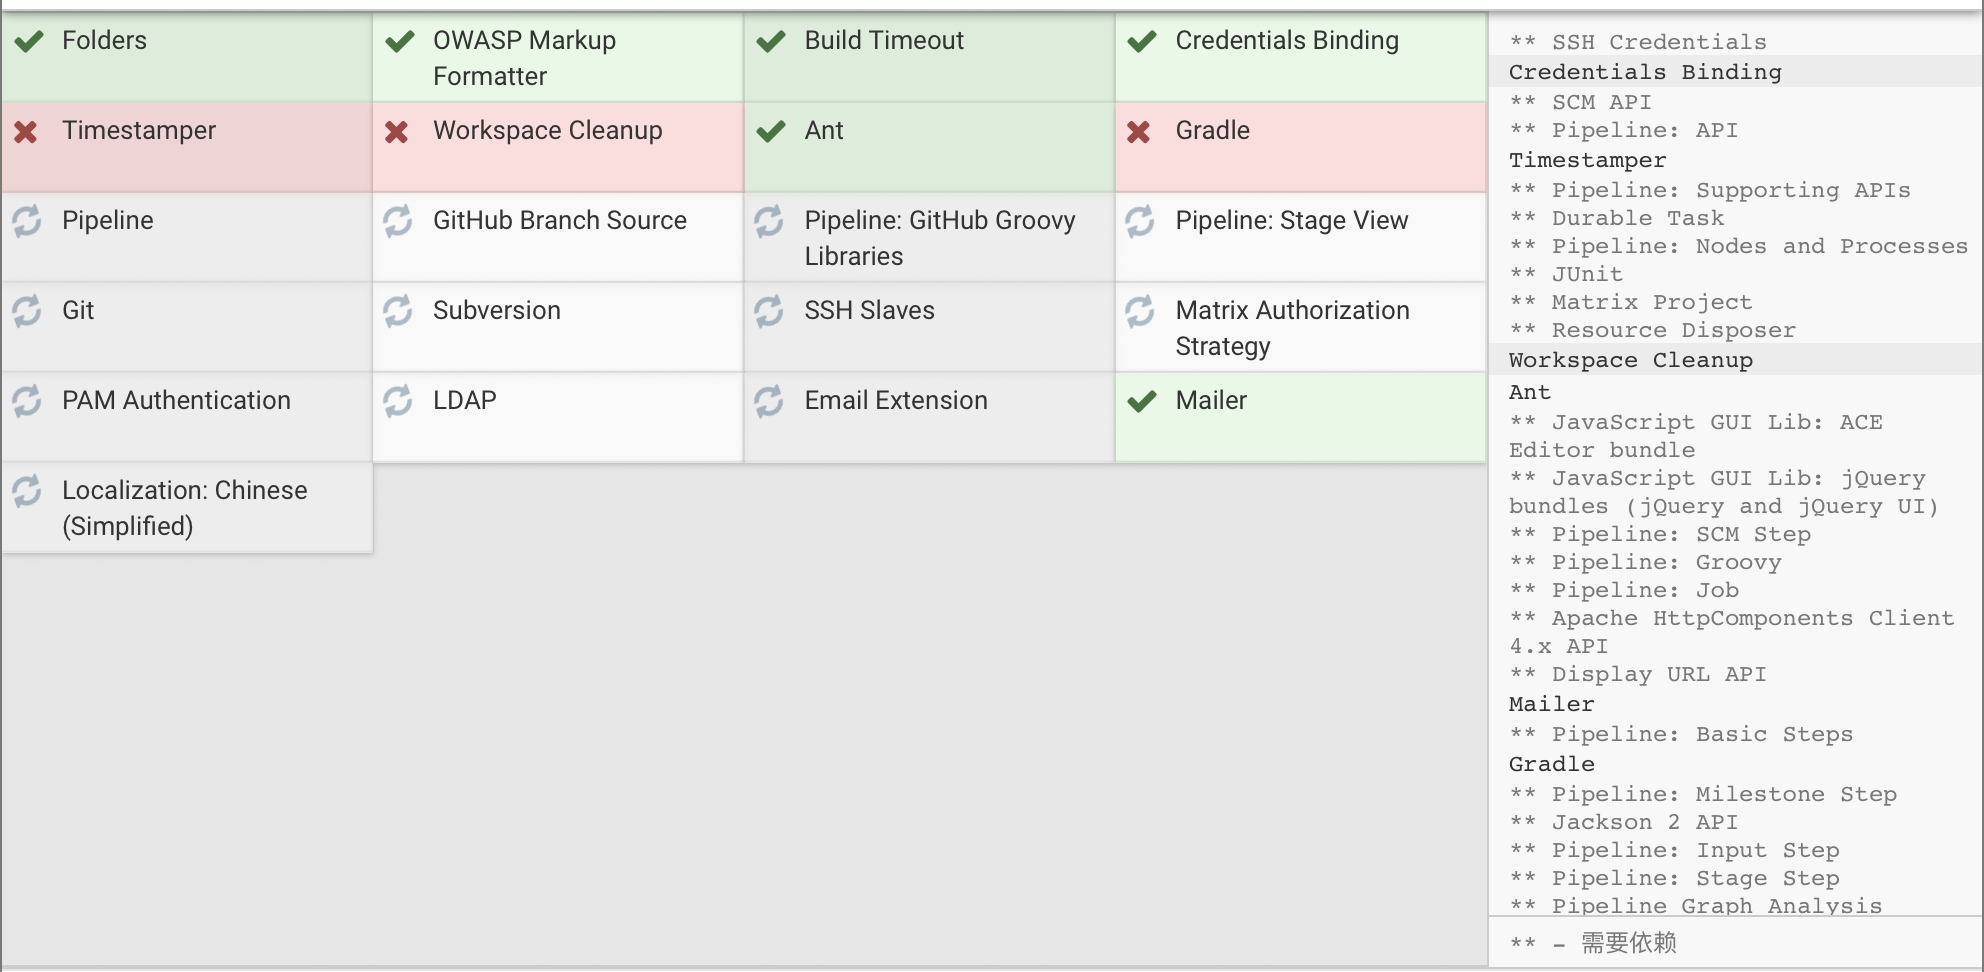 Folders
OWASP Markup
Formatter
Build Timeout
Credentials Binding
Timestamper
Workspace Cleanup
Ant
Gradle
Pipeline
GitHub Branch Source
Pipeline: GitHub Groovy
Libraries
Pipeline: Stage View
Git
Subversion
SSH Slaves
Matrix Authorization
Strategy
PAM Authentication
LDAP
Email Extension
Mailer
Localization: Chinese
(Simplified)
** SSH Credentials
Credentials Binding
** SCM API
** Pipeline: API
Timestamper
** Pipeline: Supporting APIs
** Durable Task
** Pipeline: Nodes and Processes
** JUnit
** Matrix Project
** Resource Disposer
Workspace Cleanup
Ant
** JavaScript GUI Lib: ACE
Editor bundle
** JavaScript GUI Lib: jQuery
bundles (jQuery and jQuery UI)
** Pipeline: SCM Step
** Pipeline: Groovy
** Pipeline: Job
** Apache HttpComponents Client
4.x API
** Display URL API
Mailer
** Pipeline: Basic Steps
Gradle
** Pipeline: Milestone Step
** Jackson 2 API
** Pipeline: Input Step
** Pipeline: Stage Step
** Pipeline Graph Analysis
** - 需要依赖